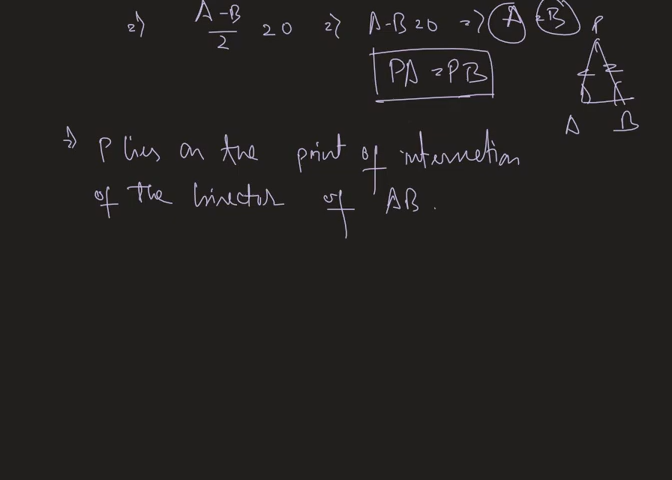 =) A-B/2 = 0 =) A-B = 0 =) A = B
P
PA = PB
A B
=) P lies on the point of intersection
of the bisector of AB.